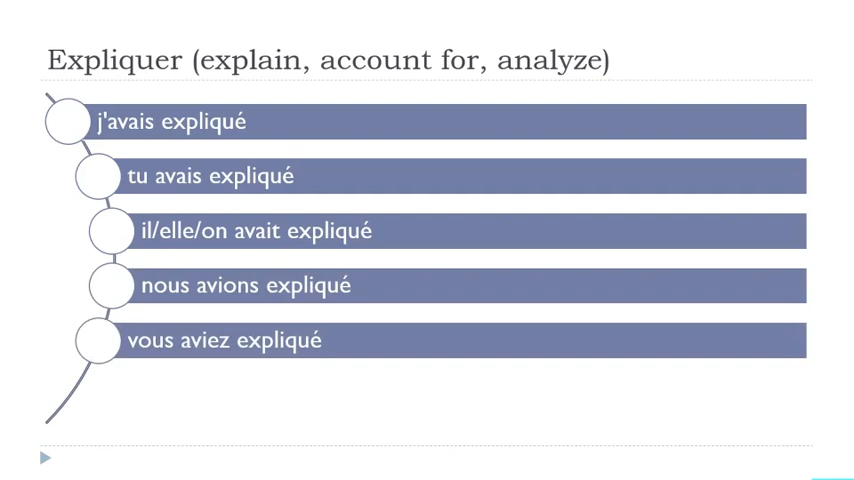 Expliquer (explain, account for, analyze)
j'avais expliqué
tu avais expliqué
il/elle/on avait expliqué
nous avions expliqué
vous aviez expliqué